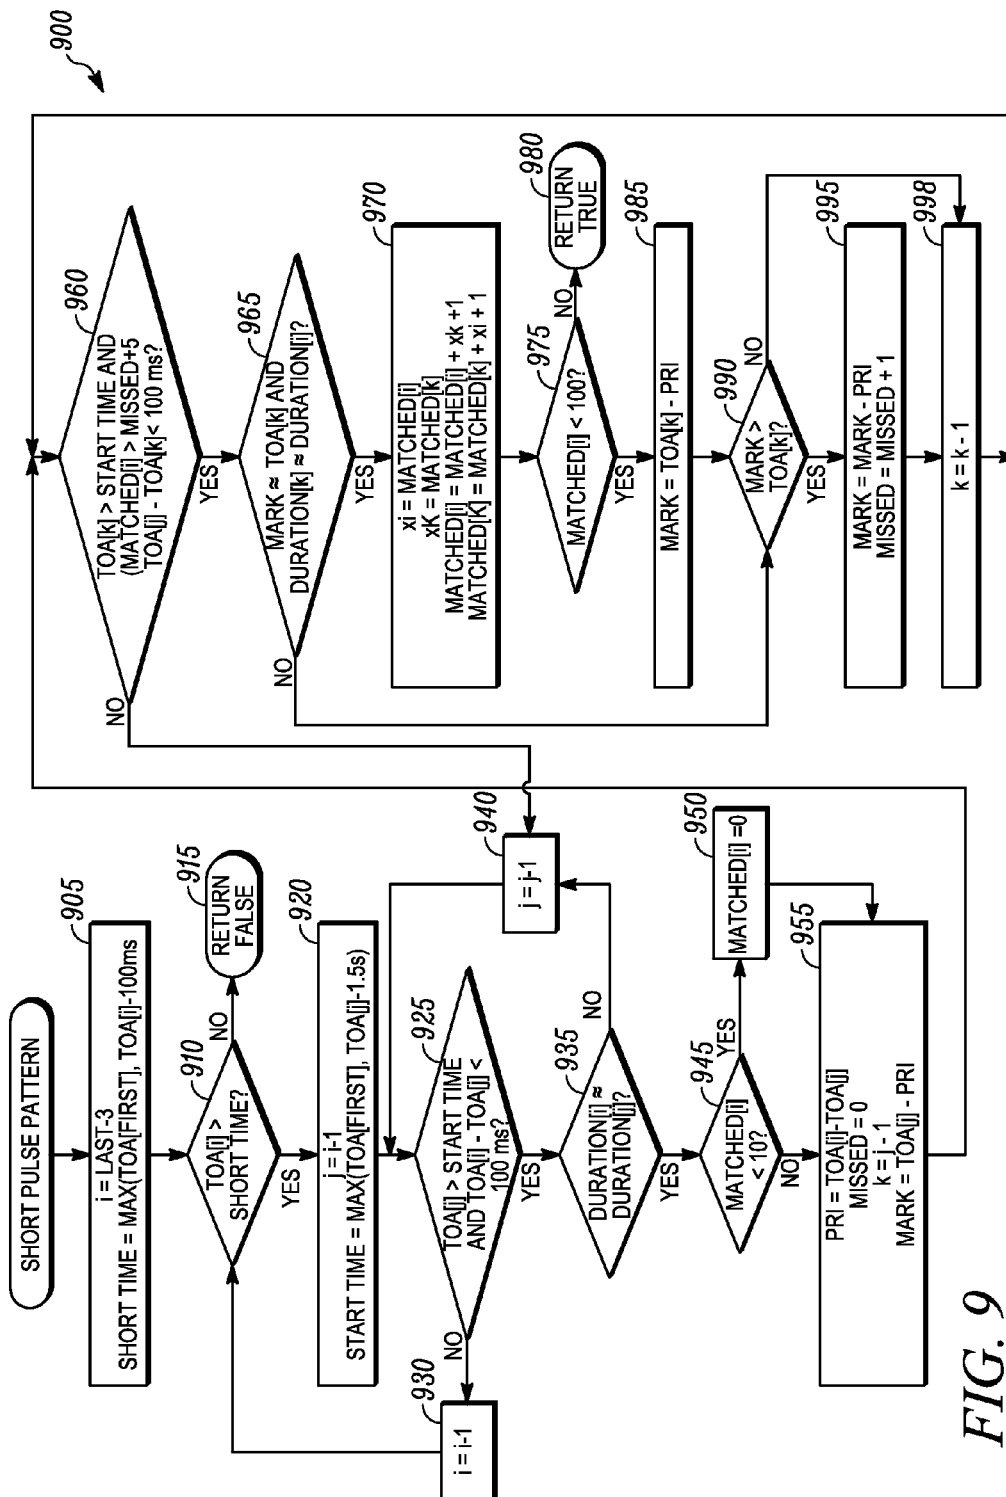 900
SHORT PULSE PATTERN
905
i = LAST-3
SHORT TIME = MAX(TOA[FIRST], TOA[i]-100ms
910
TOA[i] >
SHORT TIME?
NO
915
RETURN
FALSE
YES
920
j = i-1
START TIME = MAX(TOA[FIRST], TOA[j]-1.5s)
925
TOA[j] > START TIME
AND TOA[i] - TOA[j] <
100 ms?
NO
930
i = i-1
YES
935
DURATION[i] ≈
DURATION[j]?
NO
940
j = j-1
YES
945
MATCHED[i]
< 10?
YES
950
MATCHED[i] =0
NO
955
PRI = TOA[i]-TOA[j]
MISSED = 0
k = j - 1
MARK = TOA[j] - PRI
960
TOA[k] > START TIME AND
(MATCHED[i] > MISSED+5
TOA[j] - TOA[k]< 100 ms?
NO
YES
965
MARK ≈ TOA[k] AND
DURATION[k] ≈ DURATION[i]?
NO
YES
970
xi = MATCHED[i]
xK = MATCHED[k]
MATCHED[i] = MATCHED[i] + xk +1
MATCHED[K] = MATCHED[k] + xi + 1
975
MATCHED[i] < 100?
NO
980
RETURN
TRUE
YES
985
MARK = TOA[k] - PRI
990
MARK >
TOA[k]?
NO
YES
995
MARK = MARK - PRI
MISSED = MISSED + 1
998
k = k - 1
FIG. 9